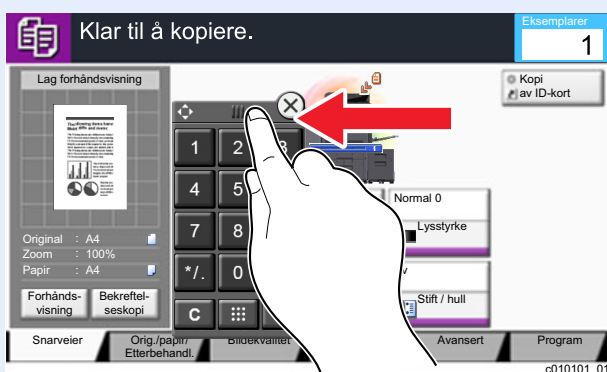 Klar til å kopiere.
Eksemplarer
1
Lag forhåndsvisning
Kopi
av ID-kort
1
2
3
4
5
7
8
*/.
0
C
Original : A4
Zoom : 100%
Papir : A4
Forhånds-
visning
Bekreftel-
seskopi
Normal 0
Lysstyrke
Stift / hull
Snarveier
Orig./papir/
Etterbehandl.
Bildekvalitet
Avansert
Program
c010101_01